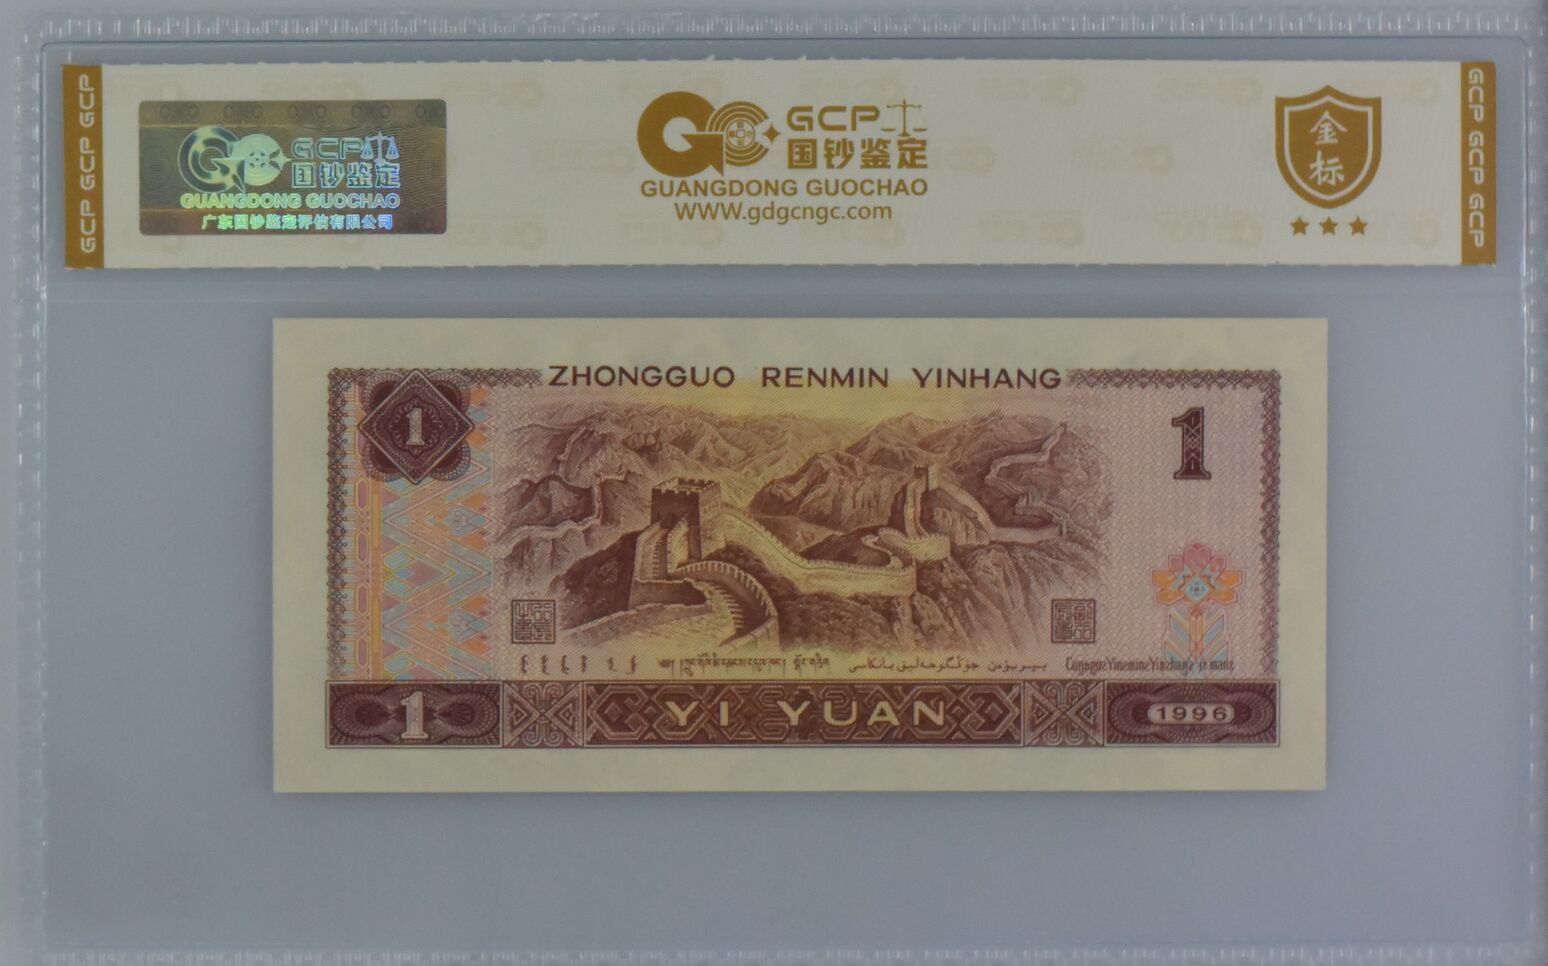 GCP GCP GCP
GCP
国钞鉴定
GUANGDONG GUOCHAO
广东国钞鉴定评估有限公司
GCP
国钞鉴定
GUANGDONG GUOCHAO
WWW.gdgcngc.com
金标
GCP GCP GCP
ZHONGGUO RENMIN YINHANG
1
1
1
YI YUAN
1996